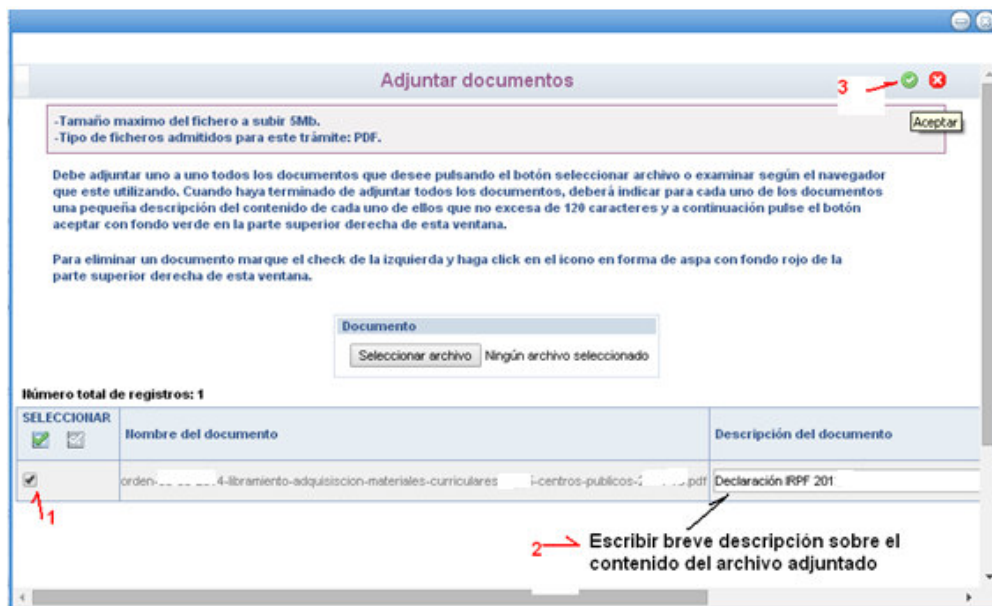 Adjuntar documentos
3
Aceptar
-Tamaño maximo del fichero a subir 5Mb.
-Tipo de ficheros admitidos para este trámite: PDF.
Debe adjuntar uno a uno todos los documentos que desee pulsando el botón seleccionar archivo o examinar según el navegador
que este utilizando. Cuando haya terminado de adjuntar todos los documentos, deberá indicar para cada uno de los documentos
una pequeña descripción del contenido de cada uno de ellos que no excesa de 120 caracteres y a continuación pulse el botón
aceptar con fondo verde en la parte superior derecha de esta ventana.
Para eliminar un documento marque el check de la izquierda y haga click en el icono en forma de aspa con fondo rojo de la
parte superior derecha de esta ventana.
Documento
Seleccionar archivo Ningún archivo seleccionado
Número total de registros: 1
SELECCIONAR
Nombre del documento
Descripción del documento
orden- 4-libramiento-adquisiscion-materiales-curriculares -centros-publicos-2 .pdf
Declaración IRPF 201
1
2
Escribir breve descripción sobre el
contenido del archivo adjuntado